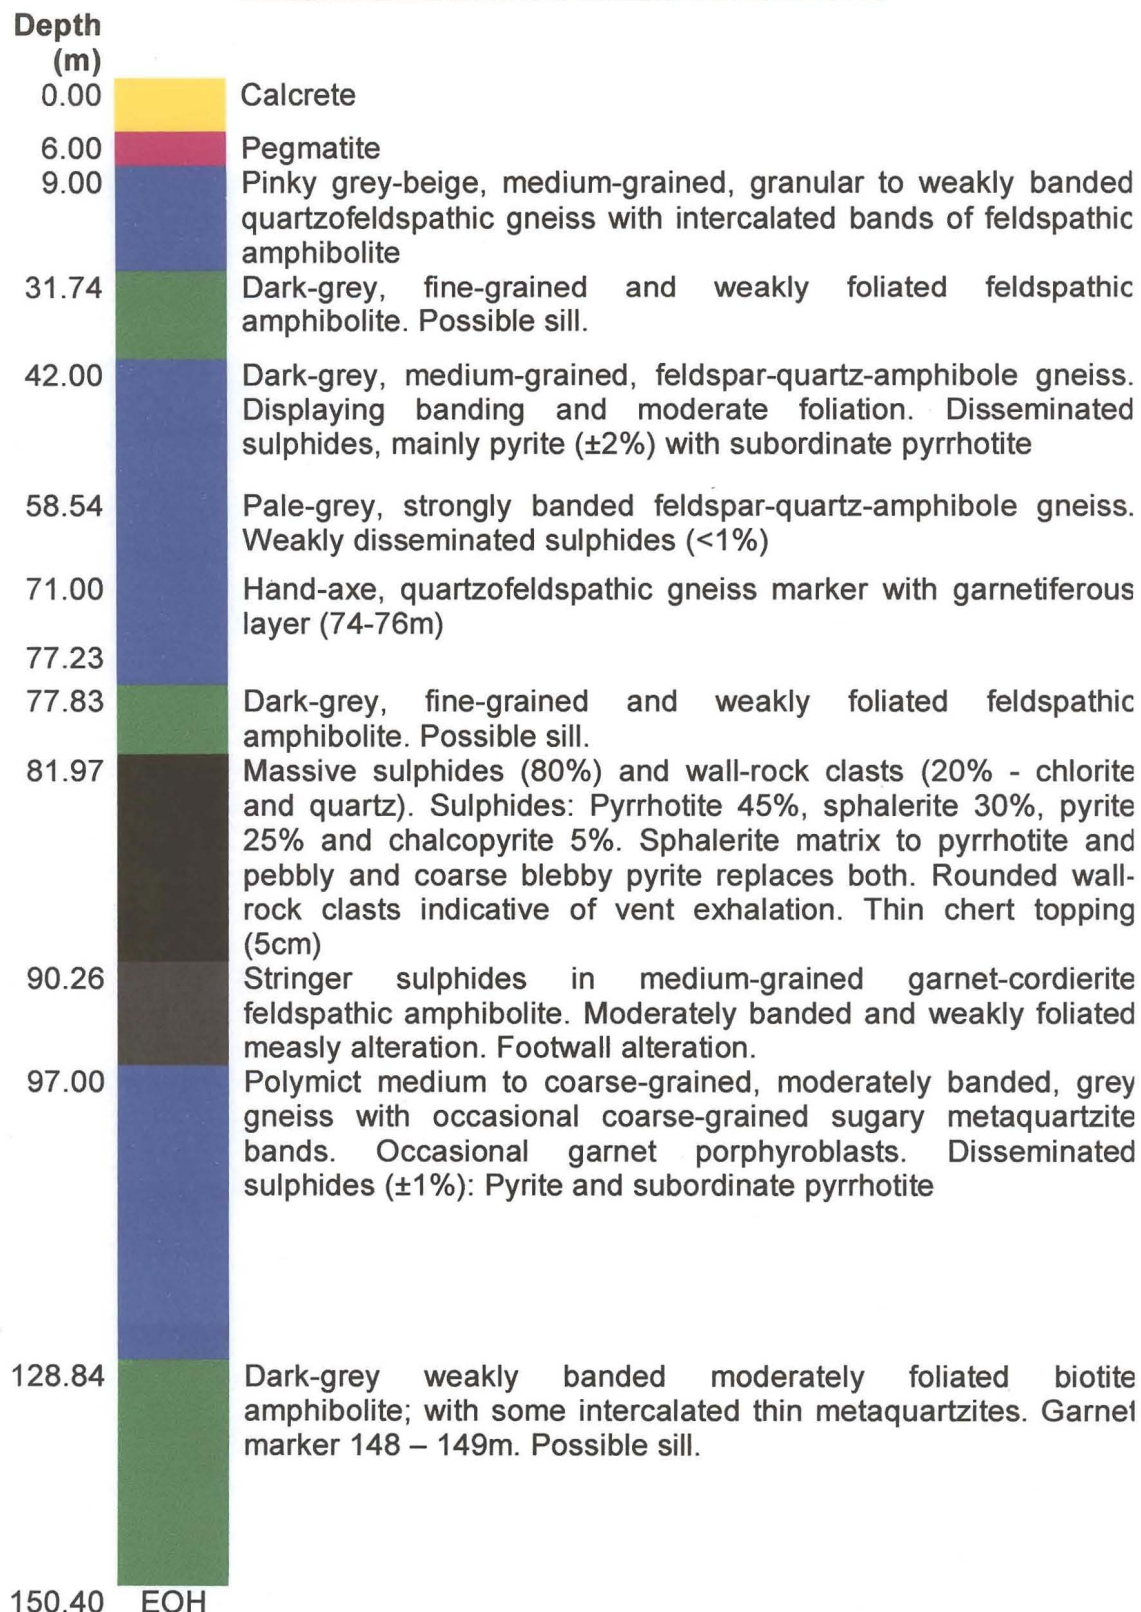 Depth
(m)
0.00 Calcrete
6.00 Pegmatite
9.00 Pinky grey-beige, medium-grained, granular to weakly banded
quartzofeldspathic gneiss with intercalated bands of feldspathic
amphibolite
31.74 Dark-grey, fine-grained and weakly foliated feldspathic
amphibolite. Possible sill.
42.00 Dark-grey, medium-grained, feldspar-quartz-amphibole gneiss.
Displaying banding and moderate foliation. Disseminated
sulphides, mainly pyrite (±2%) with subordinate pyrrhotite
58.54 Pale-grey, strongly banded feldspar-quartz-amphibole gneiss.
Weakly disseminated sulphides (<1%)
71.00 Hand-axe, quartzofeldspathic gneiss marker with garnetiferous
layer (74-76m)
77.23
77.83 Dark-grey, fine-grained and weakly foliated feldspathic
amphibolite. Possible sill.
81.97 Massive sulphides (80%) and wall-rock clasts (20% - chlorite
and quartz). Sulphides: Pyrrhotite 45%, sphalerite 30%, pyrite
25% and chalcopyrite 5%. Sphalerite matrix to pyrrhotite and
pebbly and coarse blebby pyrite replaces both. Rounded wall-
rock clasts indicative of vent exhalation. Thin chert topping
(5cm)
90.26 Stringer sulphides in medium-grained garnet-cordierite
feldspathic amphibolite. Moderately banded and weakly foliated
measly alteration. Footwall alteration.
97.00 Polymict medium to coarse-grained, moderately banded, grey
gneiss with occasional coarse-grained sugary metaquartzite
bands. Occasional garnet porphyroblasts. Disseminated
sulphides (±1%): Pyrite and subordinate pyrrhotite
128.84 Dark-grey weakly banded moderately foliated biotite
amphibolite; with some intercalated thin metaquartzites. Garnet
marker 148 – 149m. Possible sill.
150.40 EOH